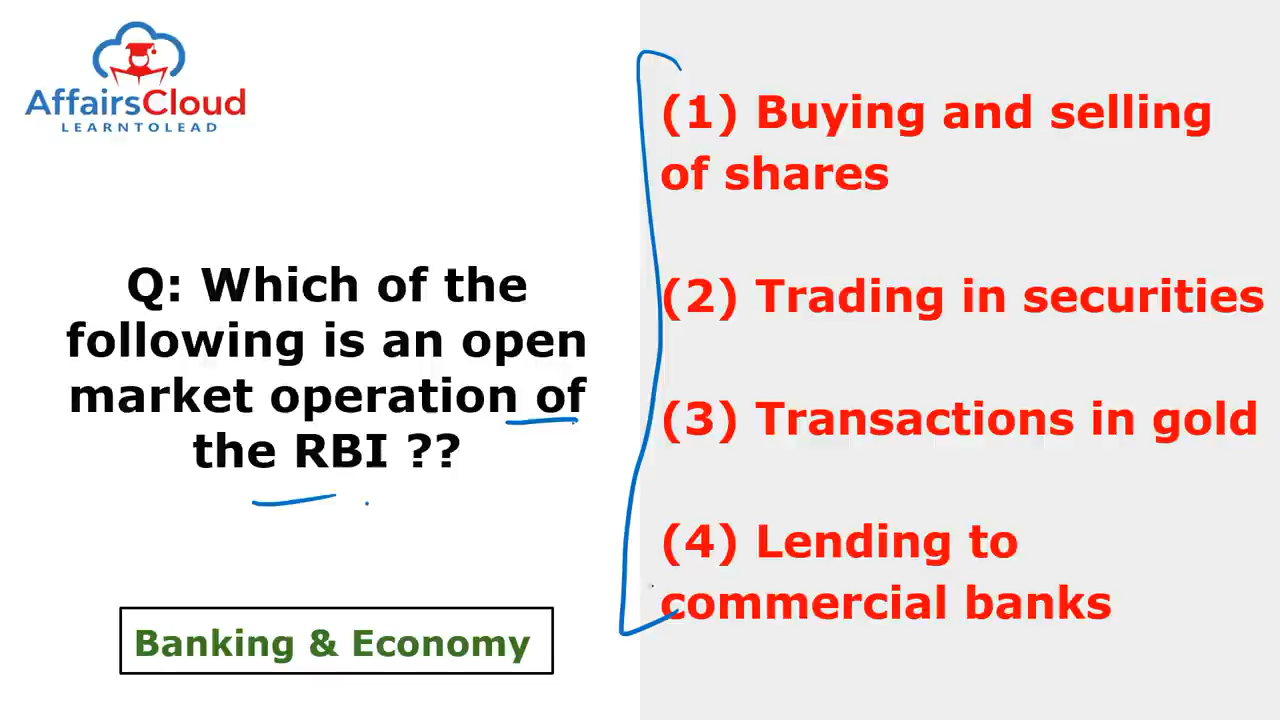 AffairsCloud
LEARNTOLEAD
Q: Which of the
following is an open
market operation of
the RBI ??
Banking & Economy
(1) Buying and selling
of shares
(2) Trading in securities
(3) Transactions in gold
(4) Lending to
commercial banks